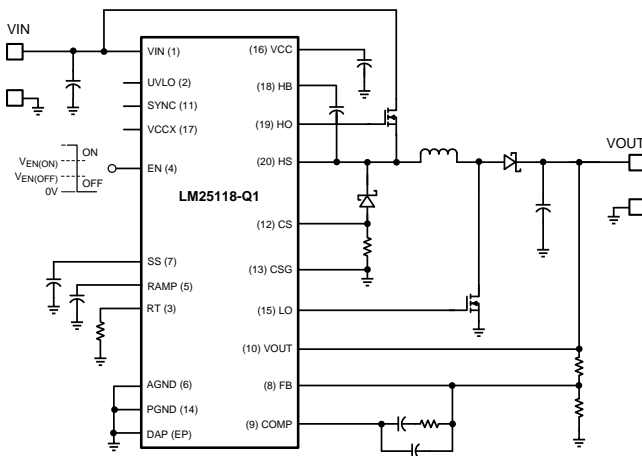 VIN
VIN (1)
UVLO (2)
SYNC (11)
VCCX (17)
ON
VEN(ON)
VEN(OFF)
OFF
0V
EN (4)
LM25118-Q1
SS (7)
RAMP (5)
RT (3)
AGND (6)
PGND (14)
DAP (EP)
(16) VCC
(18) HB
(19) HO
(20) HS
(12) CS
(13) CSG
(15) LO
(10) VOUT
(8) FB
(9) COMP
VOUT